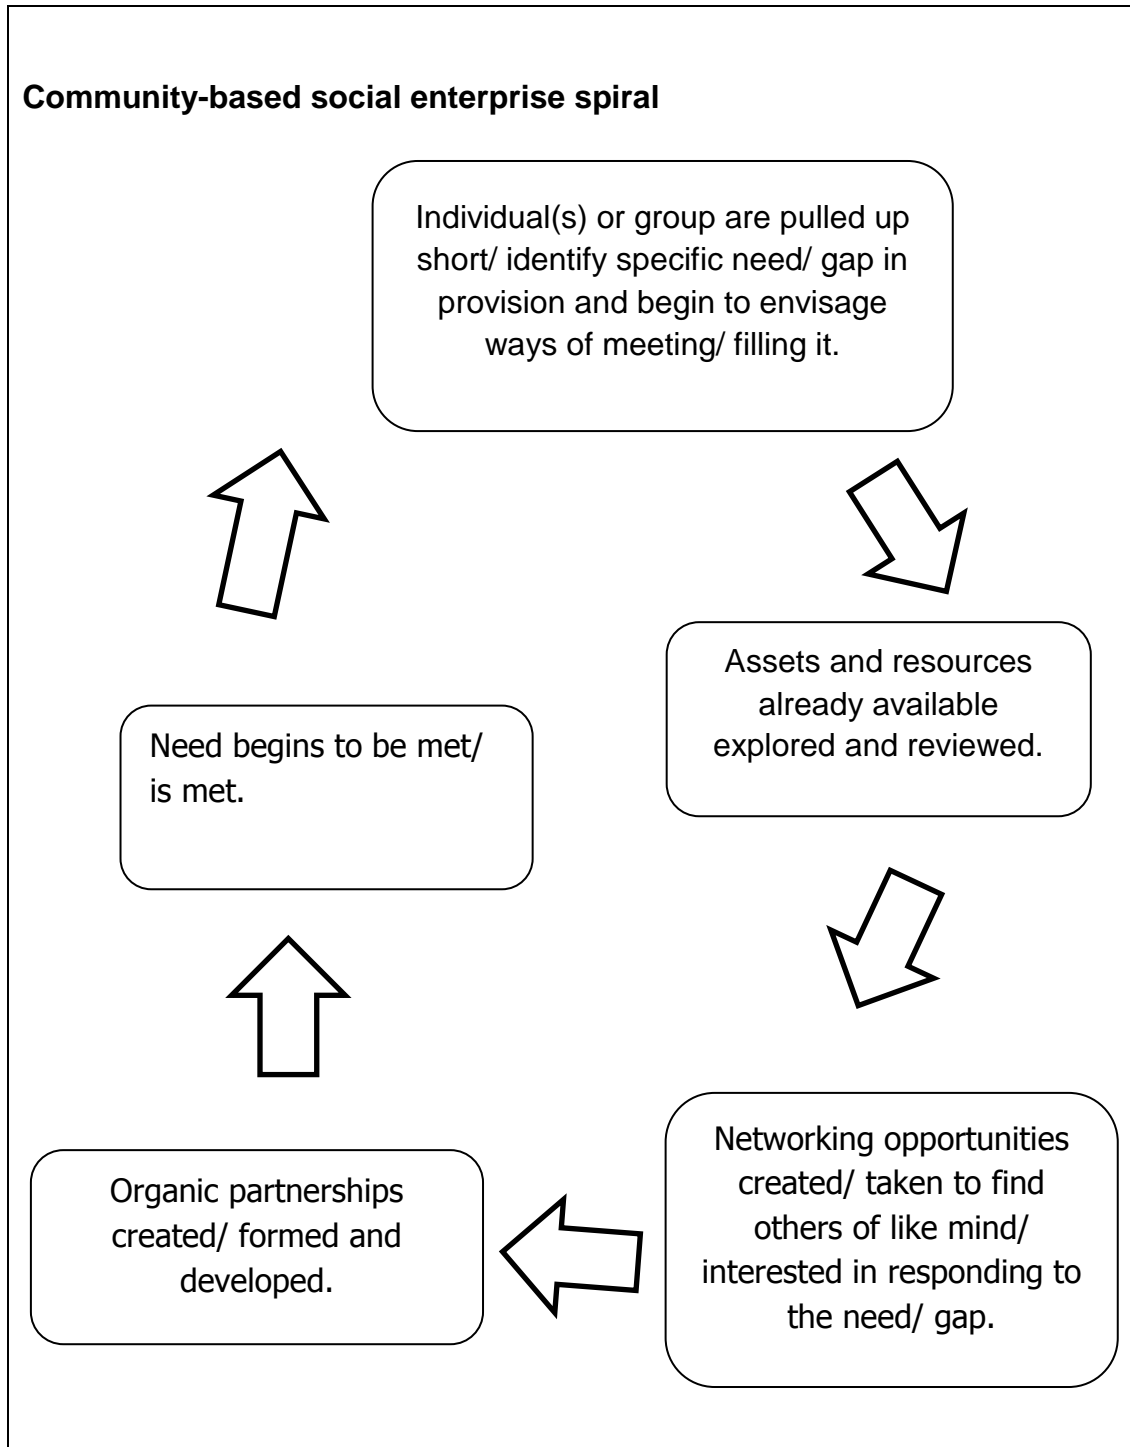 Community-based social enterprise spiral
Individual(s) or group are pulled up
short/ identify specific need/ gap in
provision and begin to envisage
ways of meeting/ filling it.
Assets and resources
already available
explored and reviewed.
Networking opportunities
created/ taken to find
others of like mind/
interested in responding to
the need/ gap.
Organic partnerships
created/ formed and
developed.
Need begins to be met/
is met.